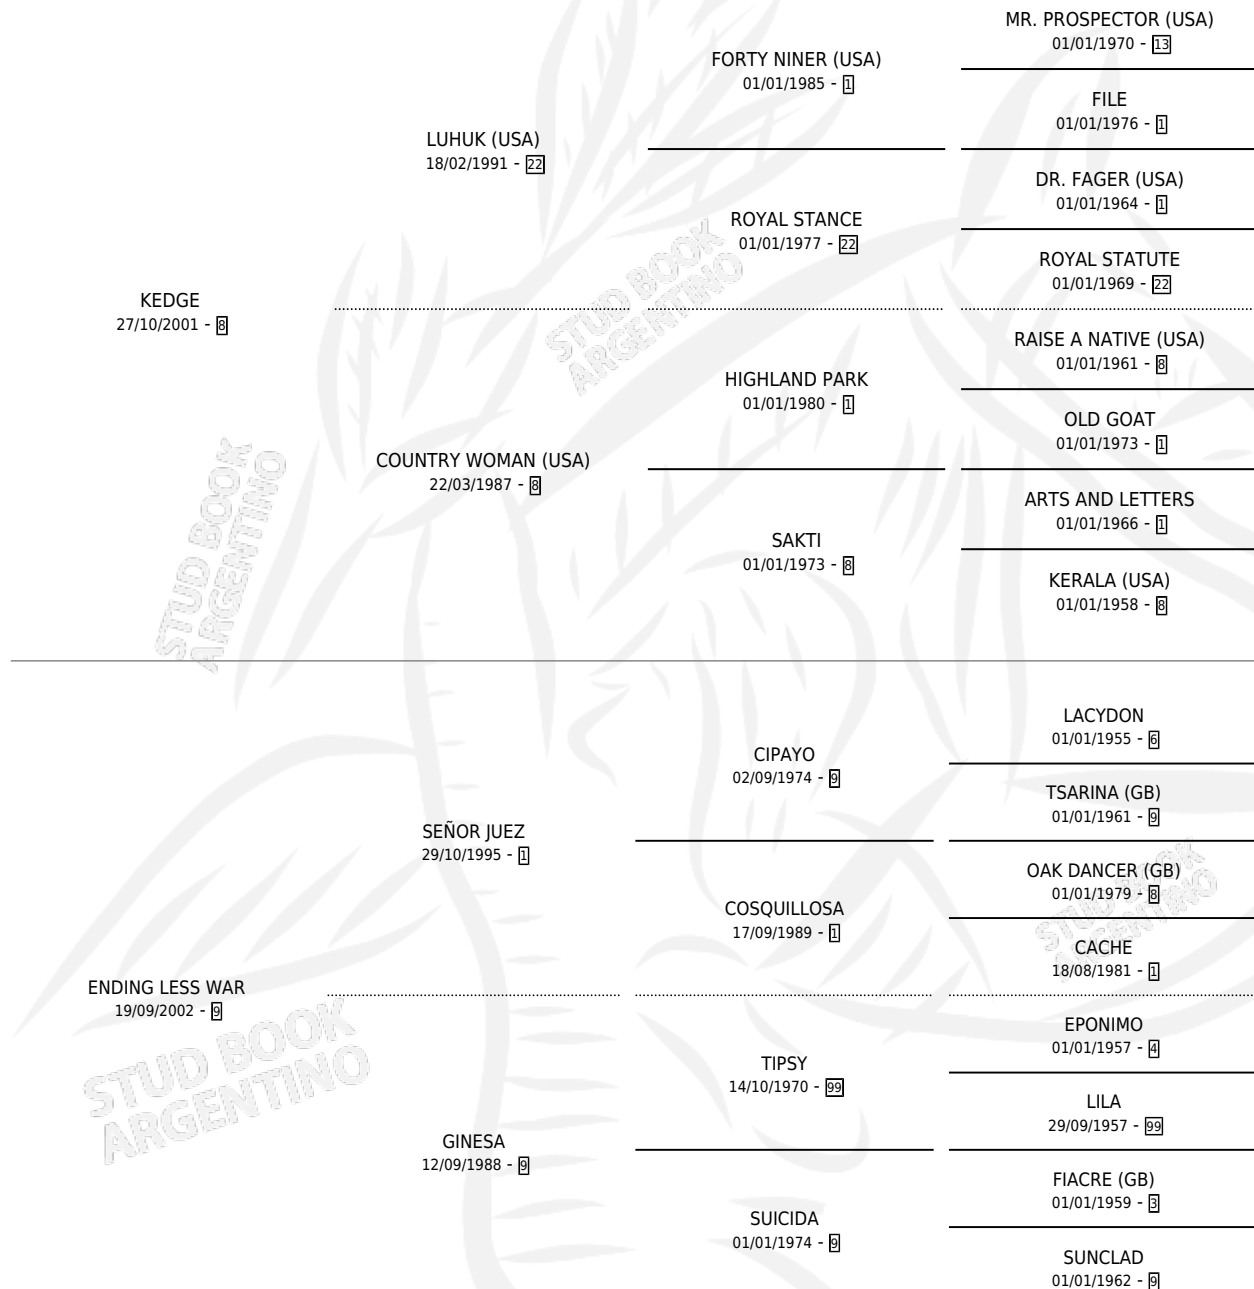 MR. PROSPECTOR (USA)
01/01/1970 - 13
FORTY NINER (USA)
01/01/1985 - 1
FILE
01/01/1976 - 1
LUHUK (USA)
18/02/1991 - 22
DR. FAGER (USA)
01/01/1964 - 1
ROYAL STANCE
01/01/1977 - 22
ROYAL STATUTE
01/01/1969 - 22
KEDGE
27/10/2001 - 8
RAISE A NATIVE (USA)
01/01/1961 - 8
HIGHLAND PARK
01/01/1980 - 1
OLD GOAT
01/01/1973 - 1
COUNTRY WOMAN (USA)
22/03/1987 - 8
ARTS AND LETTERS
01/01/1966 - 1
SAKTI
01/01/1973 - 8
KERALA (USA)
01/01/1958 - 8
LACYDON
01/01/1955 - 6
CIPAYO
02/09/1974 - 9
TSARINA (GB)
01/01/1961 - 9
SEÑOR JUEZ
29/10/1995 - 1
OAK DANCER (GB)
01/01/1979 - 8
COSQUILLOSA
17/09/1989 - 1
CACHE
18/08/1981 - 1
ENDING LESS WAR
19/09/2002 - 9
EPONIMO
01/01/1957 - 4
TIPSY
14/10/1970 - 99
LILA
29/09/1957 - 99
GINESA
12/09/1988 - 9
FIACRE (GB)
01/01/1959 - 3
SUICIDA
01/01/1974 - 9
SUNCLAD
01/01/1962 - 9
STUD BOOK
ARGENTINO
STUD BOOK
ARGENTINO
STUD BOOK
ARGENTINO
STUD BOOK
ARGENTINO